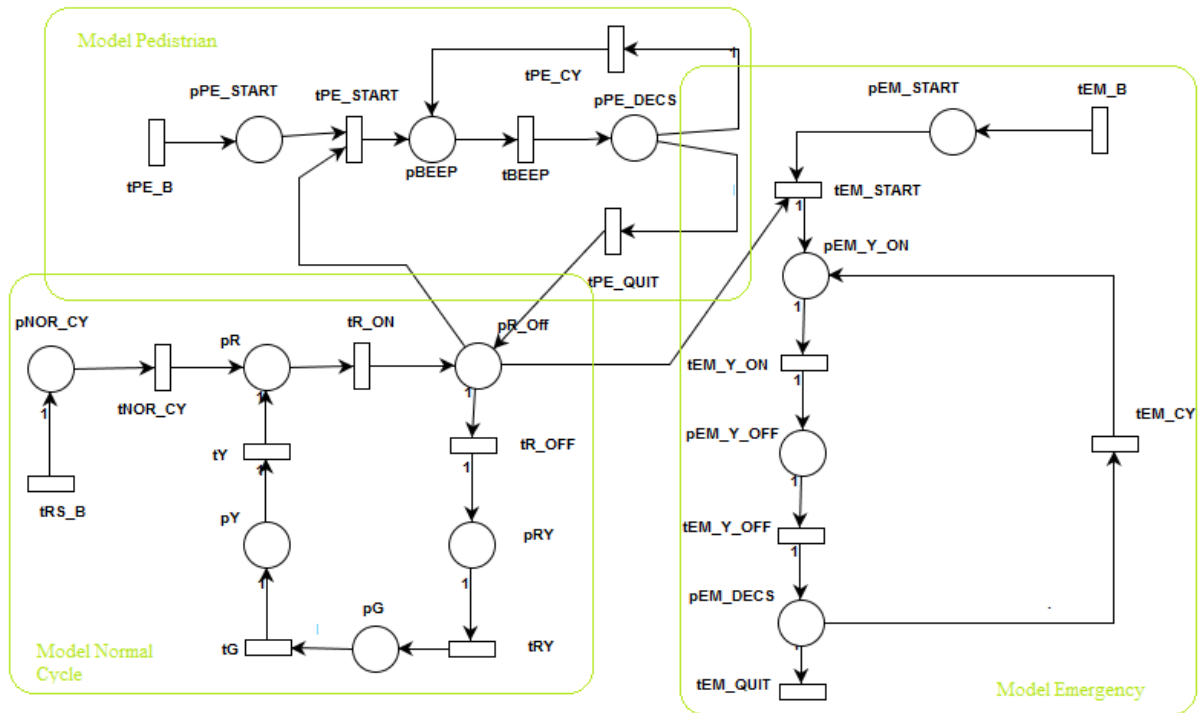 Model Pedistrian
tPE_CY
1
pPE_START
tPE_START
pPE_DECS
pEM_START
tEM_B
tPE_B
pBEEP
tBEEP
tEM_START
1
pEM_Y_ON
tPE_QUIT
pNOR_CY
pR
tR_ON
pR_Off
1
1
1
tNOR_CY
1
tEM_Y_ON
1
tY
tR_OFF
pEM_Y_OFF
tEM_CY
1
1
1
tRS_B
pY
pRY
tEM_Y_OFF
1
1
1
pG
pEM_DECS
Model Normal
Cycle
tG
tRY
tEM_QUIT
Model Emergency